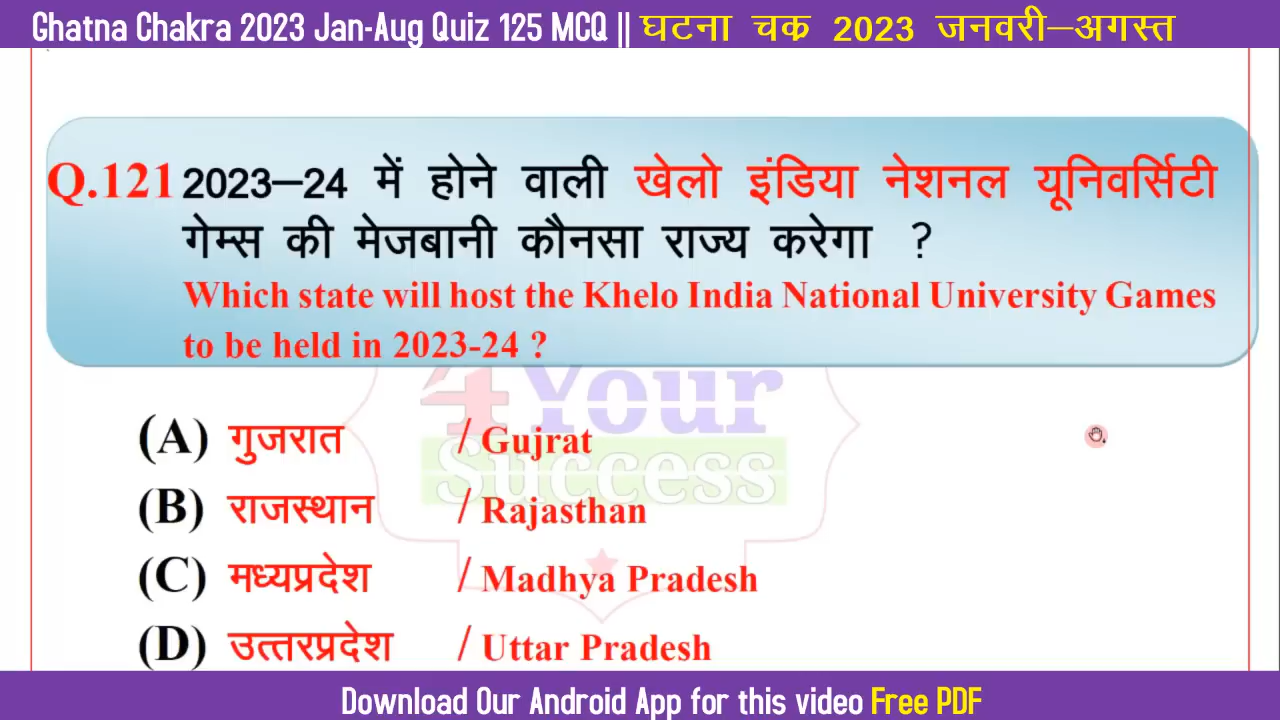 Ghatna Chakra 2023 Jan-Aug Quiz 125 MCQ || घटना चक्र 2023 जनवरी–अगस्त
Q.121 2023–24 में होने वाली खेलो इंडिया नेशनल यूनिवर्सिटी
गेम्स की मेजबानी कौनसा राज्य करेगा ?
Which state will host the Khelo India National University Games
to be held in 2023-24 ?
4Your
Success
(A) गुजरात / Gujrat
(B) राजस्थान / Rajasthan
(C) मध्यप्रदेश / Madhya Pradesh
(D) उत्तरप्रदेश / Uttar Pradesh
Download Our Android App for this video Free PDF